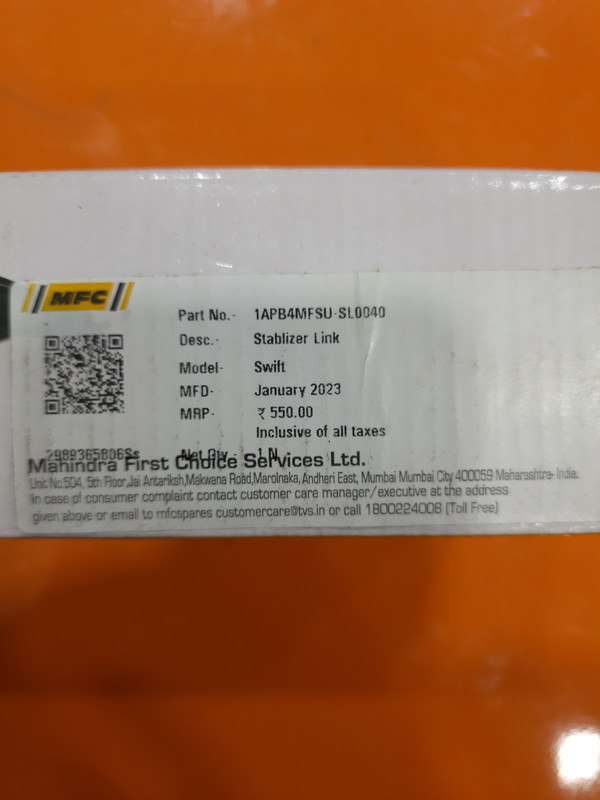 MFC
Part No.- 1APB4MFSU-SL0040
Desc.- Stablizer Link
Model- Swift
MFD- January 2023
MRP- ₹ 550.00
Inclusive of all taxes
Net Qty.- 1 N
Mahindra First Choice Services Ltd.
Unit No.504, 5th Floor,Jai Antariksh,Makwana Road,Marolnaka,Andheri East, Mumbai Mumbai City 400059 Maharashtra- India.
In case of consumer complaint contact customer care manager/executive at the address
given above or email to mfcspares customercare@tvs.in or call 1800224008 (Toll Free)